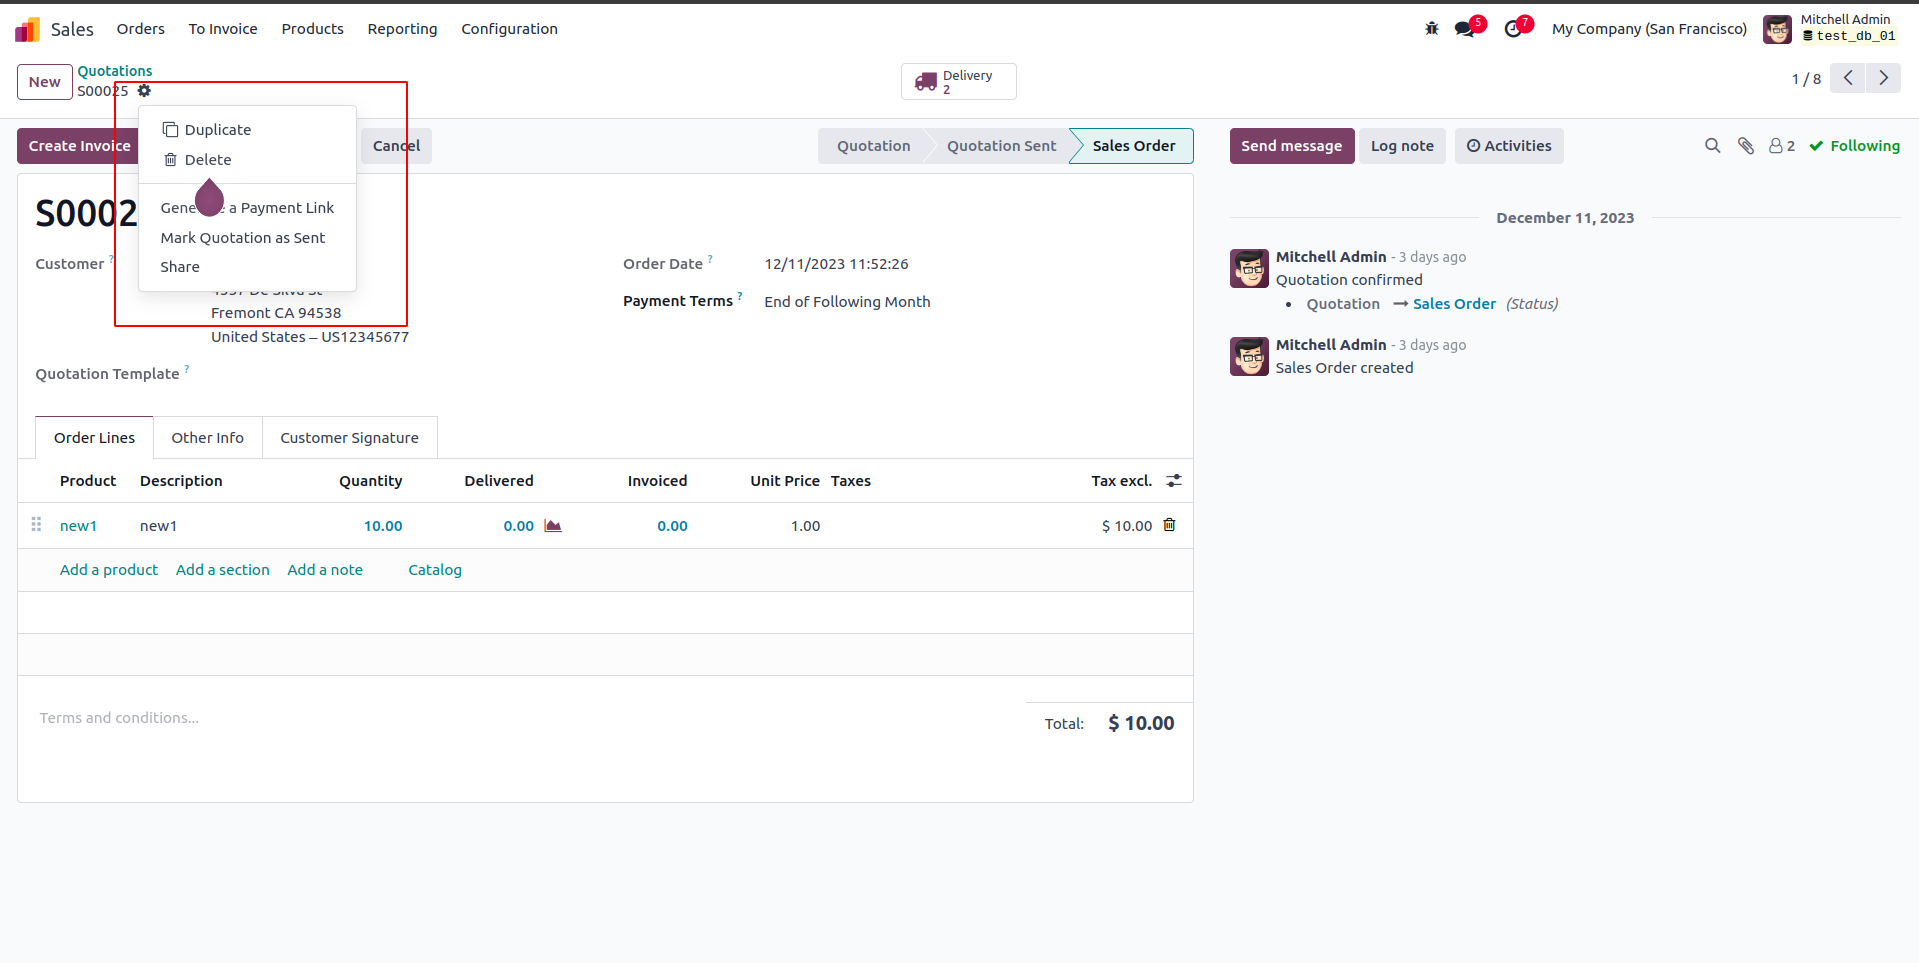 Sales Orders To Invoice Products Reporting Configuration 5 7 My Company (San Francisco) Mitchell Admin
test_db_01
New Quotations
S00025
Delivery
2
1 / 8
Duplicate
Delete
Generate a Payment Link
Mark Quotation as Sent
Share
Create Invoice Cancel Quotation Quotation Sent Sales Order Send message Log note Activities 2 Following
S0002
Customer ?
Fremont CA 94538
United States – US12345677
Order Date ? 12/11/2023 11:52:26
Payment Terms ? End of Following Month
Quotation Template ?
Order Lines Other Info Customer Signature
Product Description Quantity Delivered Invoiced Unit Price Taxes Tax excl.
new1 new1 10.00 0.00 0.00 1.00 $ 10.00
Add a product Add a section Add a note Catalog
Terms and conditions...
Total: $ 10.00
December 11, 2023
Mitchell Admin - 3 days ago
Quotation confirmed
• Quotation → Sales Order (Status)
Mitchell Admin - 3 days ago
Sales Order created